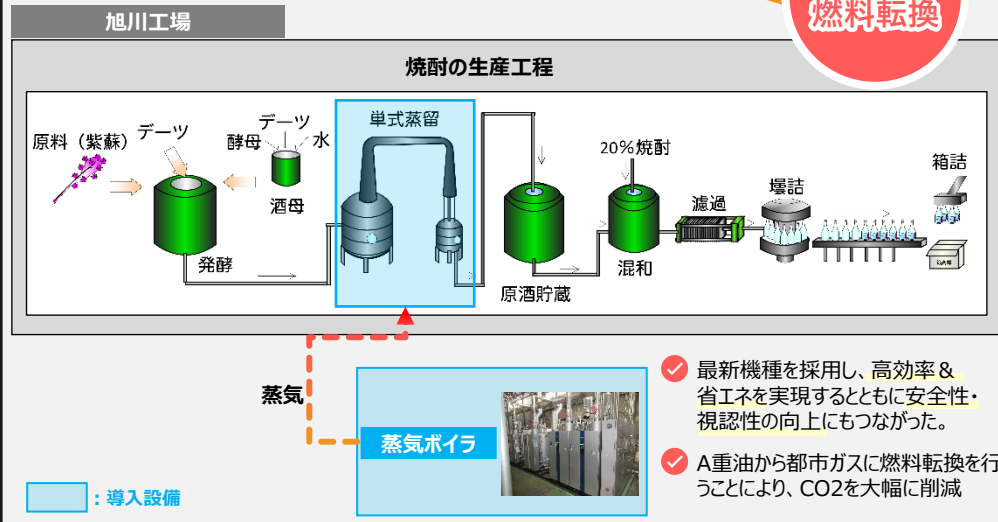 旭川工場
燃料転換
焼酎の生産工程
原料（紫蘇）
デーツ
デーツ
酵母
水
酒母
発酵
単式蒸留
原酒貯蔵
20％焼酎
混和
濾過
壜詰
箱詰
蒸気
蒸気ボイラ
最新機種を採用し、高効率＆
省エネを実現するとともに安全性・
視認性の向上にもつながった。
A重油から都市ガスに燃料転換を行
うことにより、CO2を大幅に削減
：導入設備